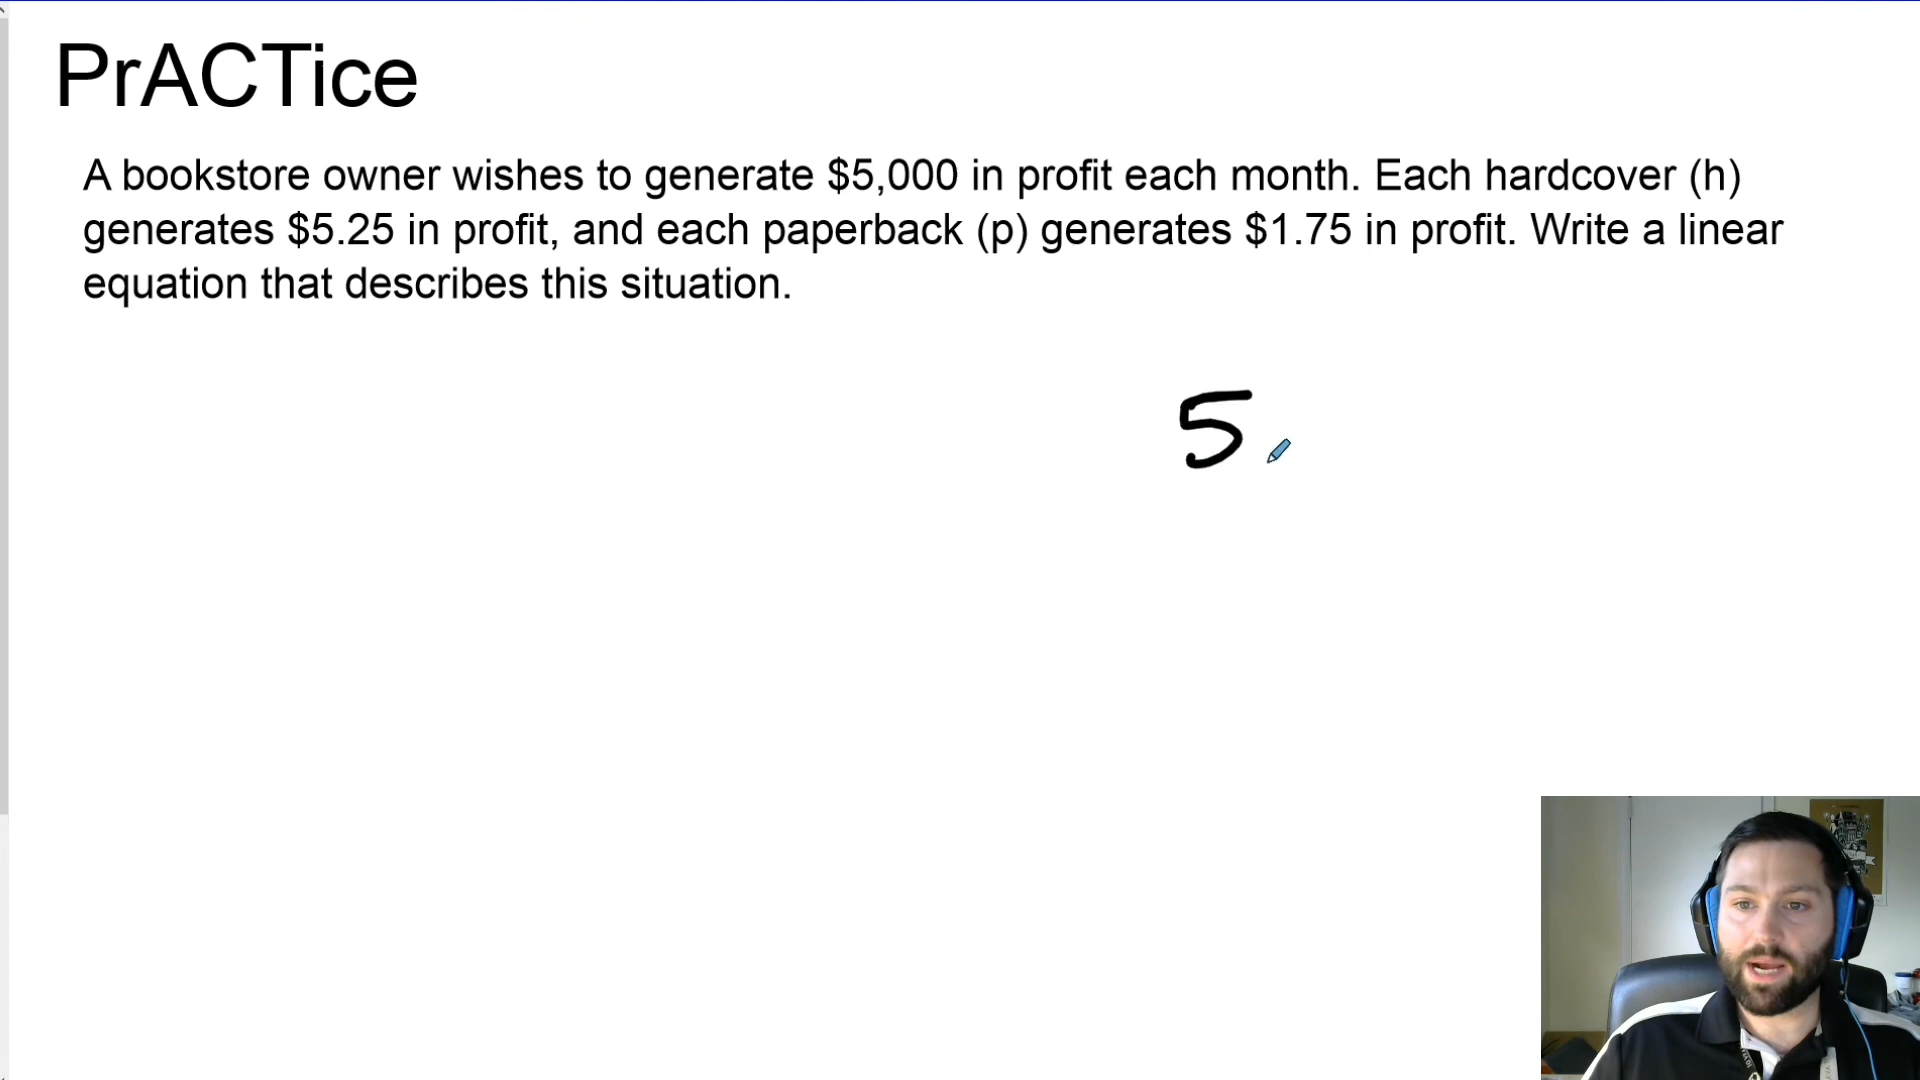 PrACTice
A bookstore owner wishes to generate $5,000 in profit each month. Each hardcover (h)
generates $5.25 in profit, and each paperback (p) generates $1.75 in profit. Write a linear
equation that describes this situation.
5